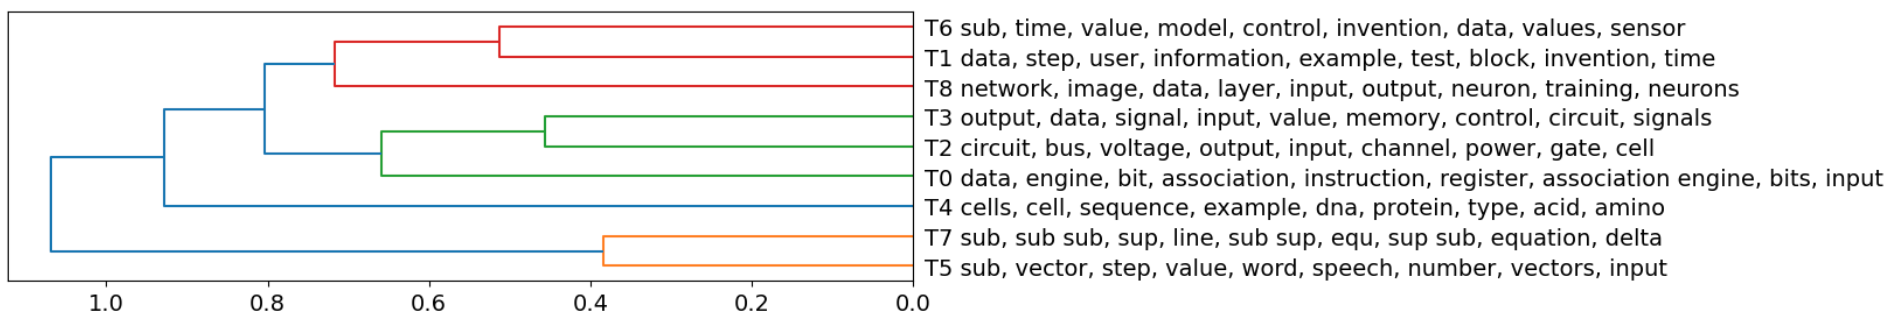 T6 sub, time, value, model, control, invention, data, values, sensor
T1 data, step, user, information, example, test, block, invention, time
T8 network, image, data, layer, input, output, neuron, training, neurons
T3 output, data, signal, input, value, memory, control, circuit, signals
T2 circuit, bus, voltage, output, input, channel, power, gate, cell
T0 data, engine, bit, association, instruction, register, association engine, bits, input
T4 cells, cell, sequence, example, dna, protein, type, acid, amino
T7 sub, sub sub, sup, line, sub sup, equ, sup sub, equation, delta
T5 sub, vector, step, value, word, speech, number, vectors, input
1.0 0.8 0.6 0.4 0.2 0.0